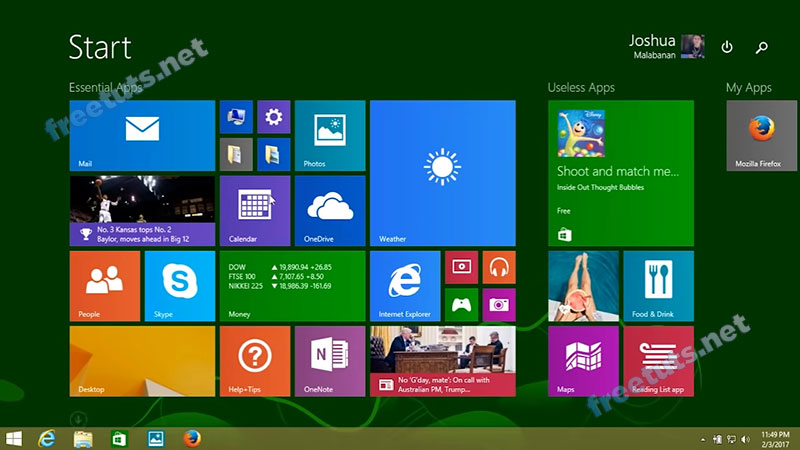 Start
Joshua
Malabanan
Essential Apps
Useless Apps
My Apps
freetuts.net
Mail
Photos
Weather
DISNEY
Shoot and match me...
Inside Out Thought Bubbles
Free
Mozilla Firefox
No. 3 Kansas tops No. 2
Baylor, moves ahead in Big 12
Calendar
OneDrive
People
Skype
DOW ▲ 19,890.94 +26.85
FTSE 100 ▲ 7,107.65 +8.50
NIKKEI 225 ▼ 18,986.39 -161.69
Money
Internet Explorer
Food & Drink
Desktop
Help+Tips
OneNote
No 'G'day, mate': On call with
Australian PM, Trump...
Maps
Reading List app
freetuts.net
11:49 PM
2/3/2017